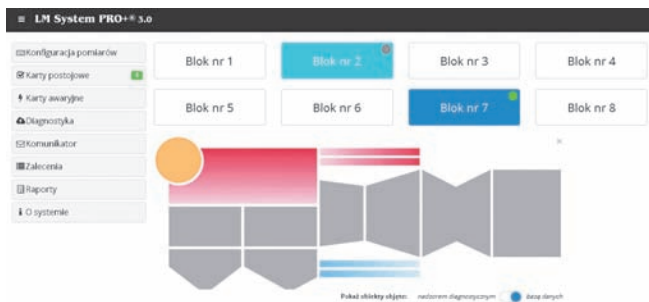 ≡ LM System PRO+® 3.0
Konfiguracja pomiarów
Karty postojowe
Karty awaryjne
Diagnostyka
Komunikator
Zalecenia
Raporty
O systemie
Blok nr 1 Blok nr 2 Blok nr 3 Blok nr 4
Blok nr 5 Blok nr 6 Blok nr 7 Blok nr 8
Pokaż obiekty objęte: nadzorem diagnostycznym bazą danych